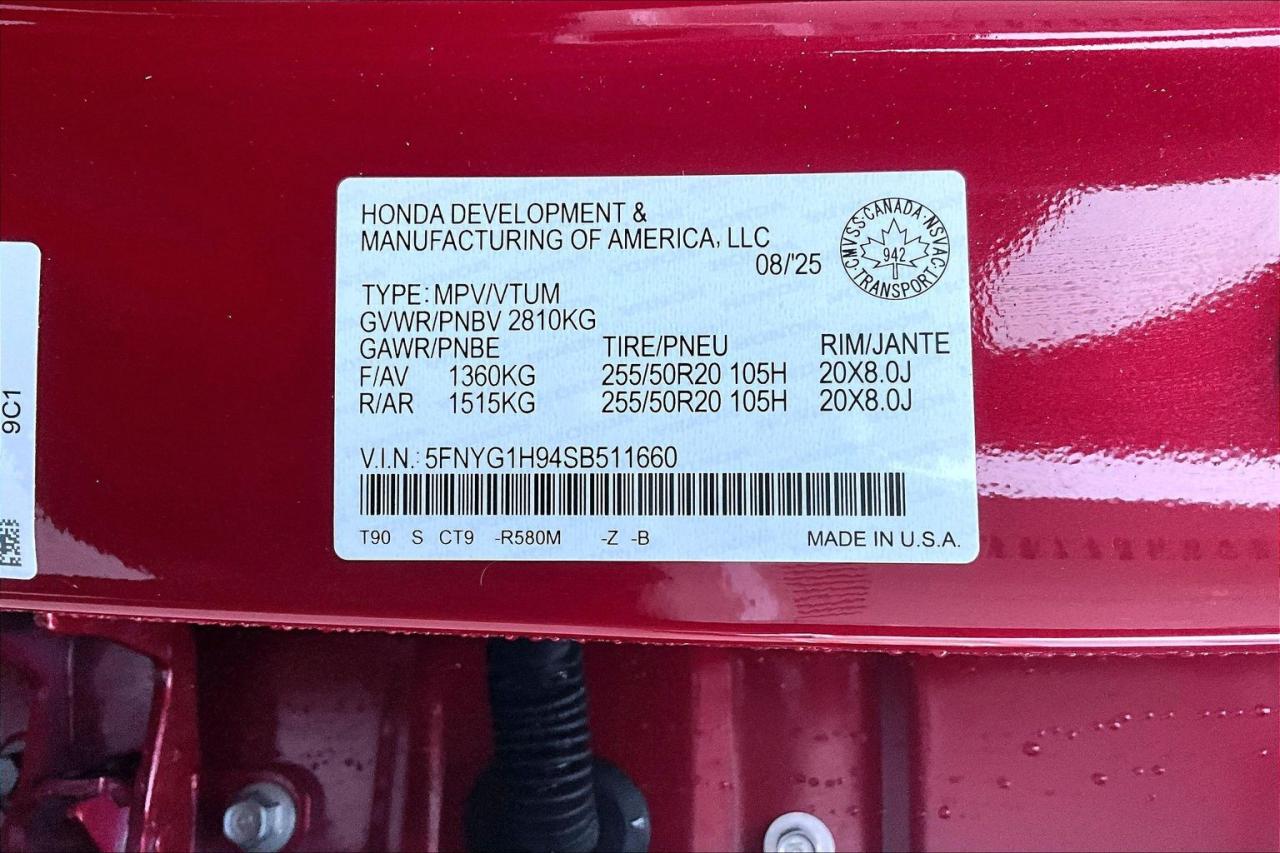 HONDA DEVELOPMENT &
MANUFACTURING OF AMERICA, LLC
08/'25
CMVSS·CANADA·NSVAC·TRANSPORT
942
TYPE: MPV/VTUM
GVWR/PNBV 2810KG
GAWR/PNBE TIRE/PNEU RIM/JANTE
F/AV 1360KG 255/50R20 105H 20X8.0J
R/AR 1515KG 255/50R20 105H 20X8.0J
V.I.N.: 5FNYG1H94SB511660
T90 S CT9 -R580M -Z -B MADE IN U.S.A.
9C1